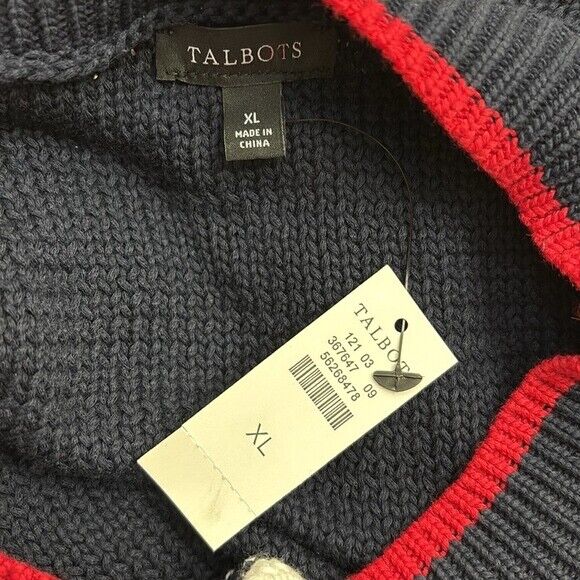 TALBOTS
XL
MADE IN
CHINA
TALBOTS
121 03
367647 09
56268478
XL